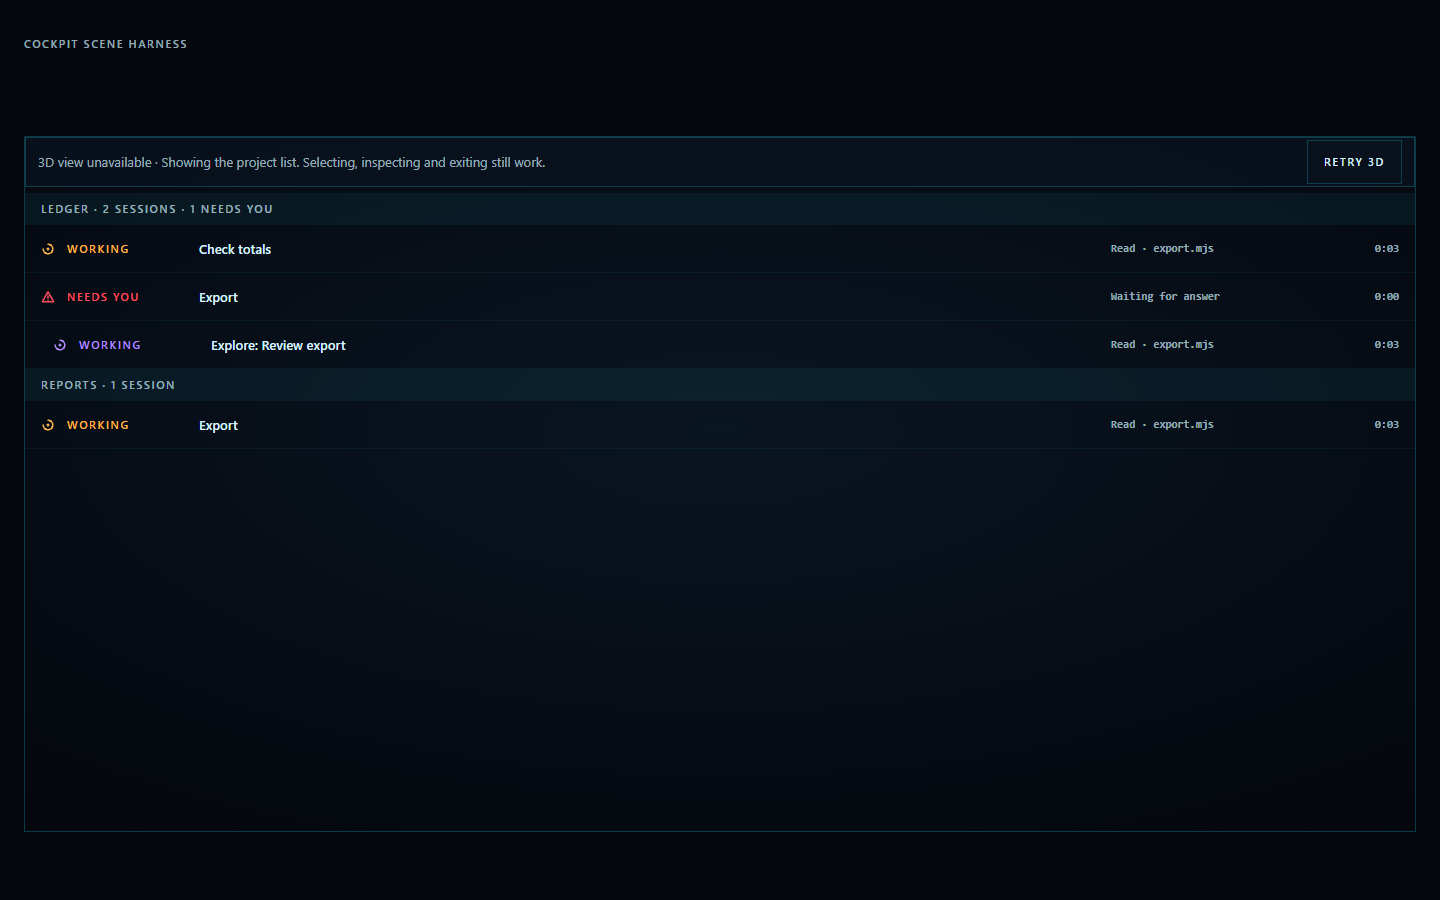 COCKPIT SCENE HARNESS
3D view unavailable · Showing the project list. Selecting, inspecting and exiting still work. RETRY 3D
LEDGER · 2 SESSIONS · 1 NEEDS YOU
WORKING Check totals Read · export.mjs 0:03
NEEDS YOU Export Waiting for answer 0:00
WORKING Explore: Review export Read · export.mjs 0:03
REPORTS · 1 SESSION
WORKING Export Read · export.mjs 0:03